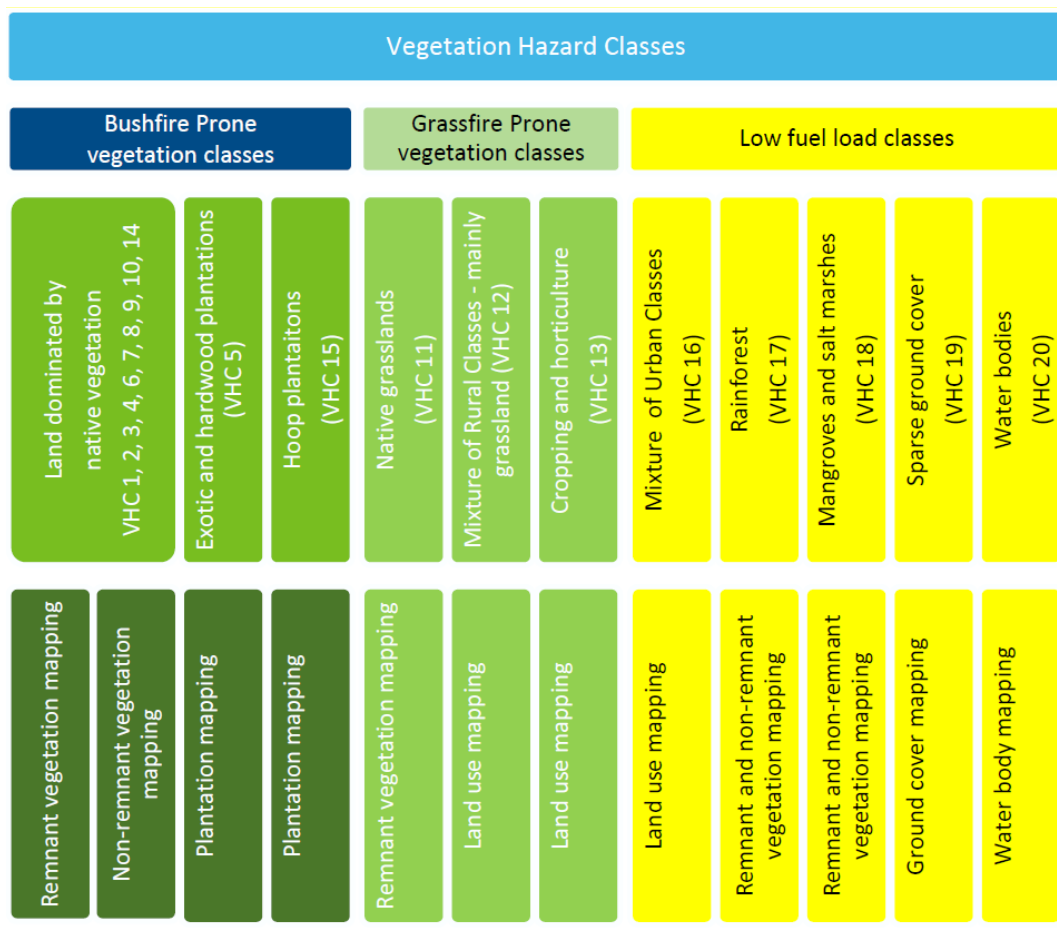 Vegetation Hazard Classes
Bushfire Prone
vegetation classes
Grassfire Prone
vegetation classes
Low fuel load classes
Land dominated by
native vegetation
VHC 1, 2, 3, 4, 6, 7, 8, 9, 10, 14
Exotic and hardwood plantations
(VHC 5)
Hoop plantaitons
(VHC 15)
Native grasslands
(VHC 11)
Mixture of Rural Classes - mainly
grassland (VHC 12)
Cropping and horticulture
(VHC 13)
Mixture of Urban Classes
(VHC 16)
Rainforest
(VHC 17)
Mangroves and salt marshes
(VHC 18)
Sparse ground cover
(VHC 19)
Water bodies
(VHC 20)
Remnant vegetation mapping
Non-remnant vegetation
mapping
Plantation mapping
Plantation mapping
Remnant vegetation mapping
Land use mapping
Land use mapping
Land use mapping
Remnant and non-remnant
vegetation mapping
Remnant and non-remnant
vegetation mapping
Ground cover mapping
Water body mapping